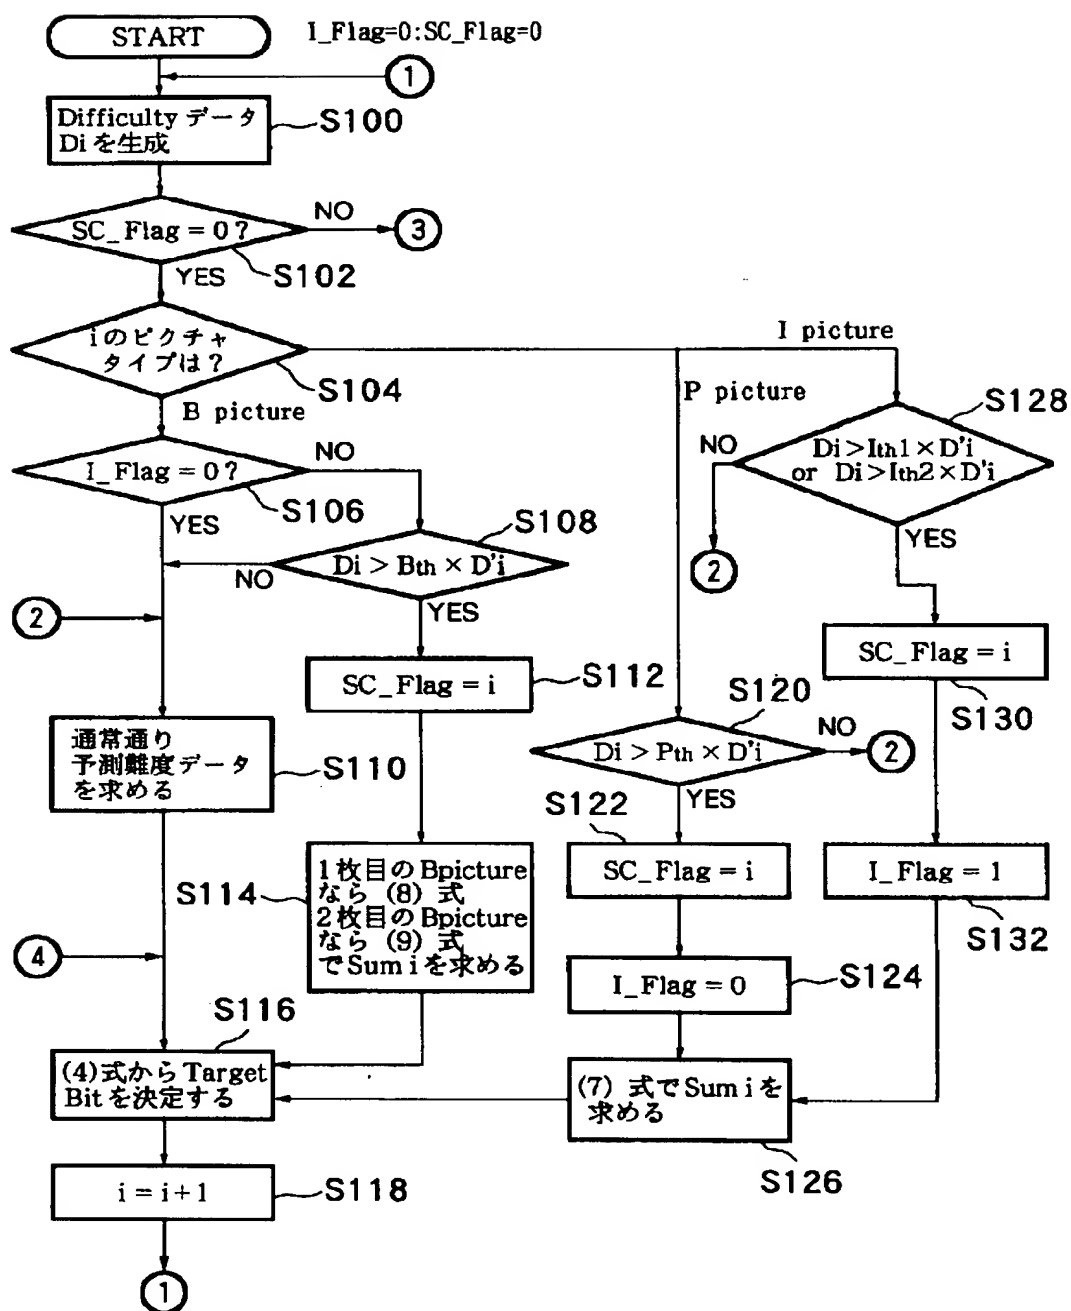 START
I_Flag=0:SC_Flag=0
1
Difficulty データ
Di を生成
S100
SC_Flag = 0?
NO
3
YES
S102
i のピクチャ
タイプは?
S104
I picture
P picture
B picture
S128
Di > Ith1 × D'i
or Di > Ith2 × D'i
NO
YES
2
I_Flag = 0?
NO
S106
YES
S108
Di > Bth × D'i
NO
YES
2
SC_Flag = i
S112
SC_Flag = i
S130
S120
Di > Pth × D'i
NO
2
YES
通常通り
予測難度データ
を求める
S110
S122
SC_Flag = i
I_Flag = 1
S132
S114
1枚目の Bpicture
なら (8) 式
2枚目の Bpicture
なら (9) 式
で Sum i を求める
4
I_Flag = 0
S124
S116
(4)式から Target
Bit を決定する
(7) 式で Sum i を
求める
S126
i = i + 1
S118
1